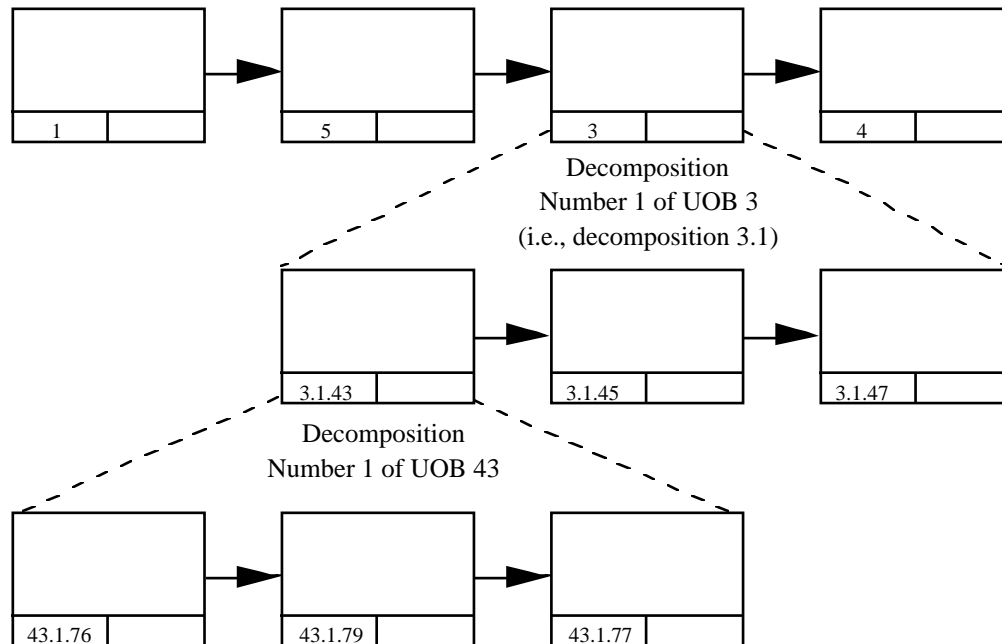 1
5
3
4
Decomposition
Number 1 of UOB 3
(i.e., decomposition 3.1)
3.1.43
3.1.45
3.1.47
Decomposition
Number 1 of UOB 43
43.1.76
43.1.79
43.1.77